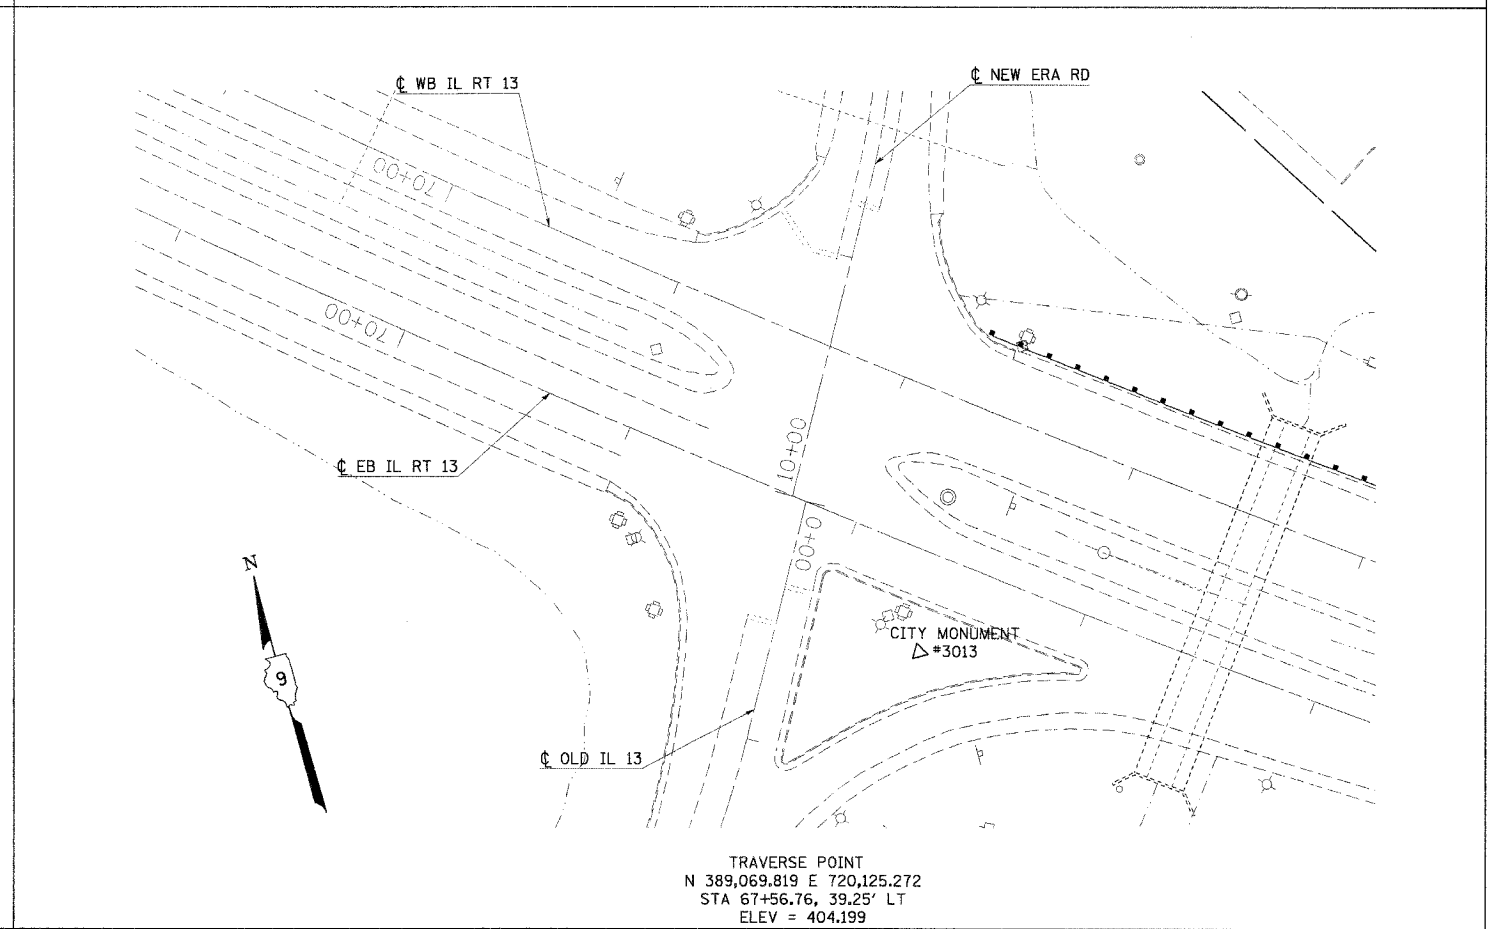 ℄ WB IL RT 13
℄ NEW ERA RD
70+00
70+00
℄ EB IL RT 13
10+00
0+00
N
9
CITY MONUMENT
#3013
℄ OLD IL 13
TRAVERSE POINT
N 389,069.819 E 720,125.272
STA 67+56.76, 39.25' LT
ELEV = 404.199